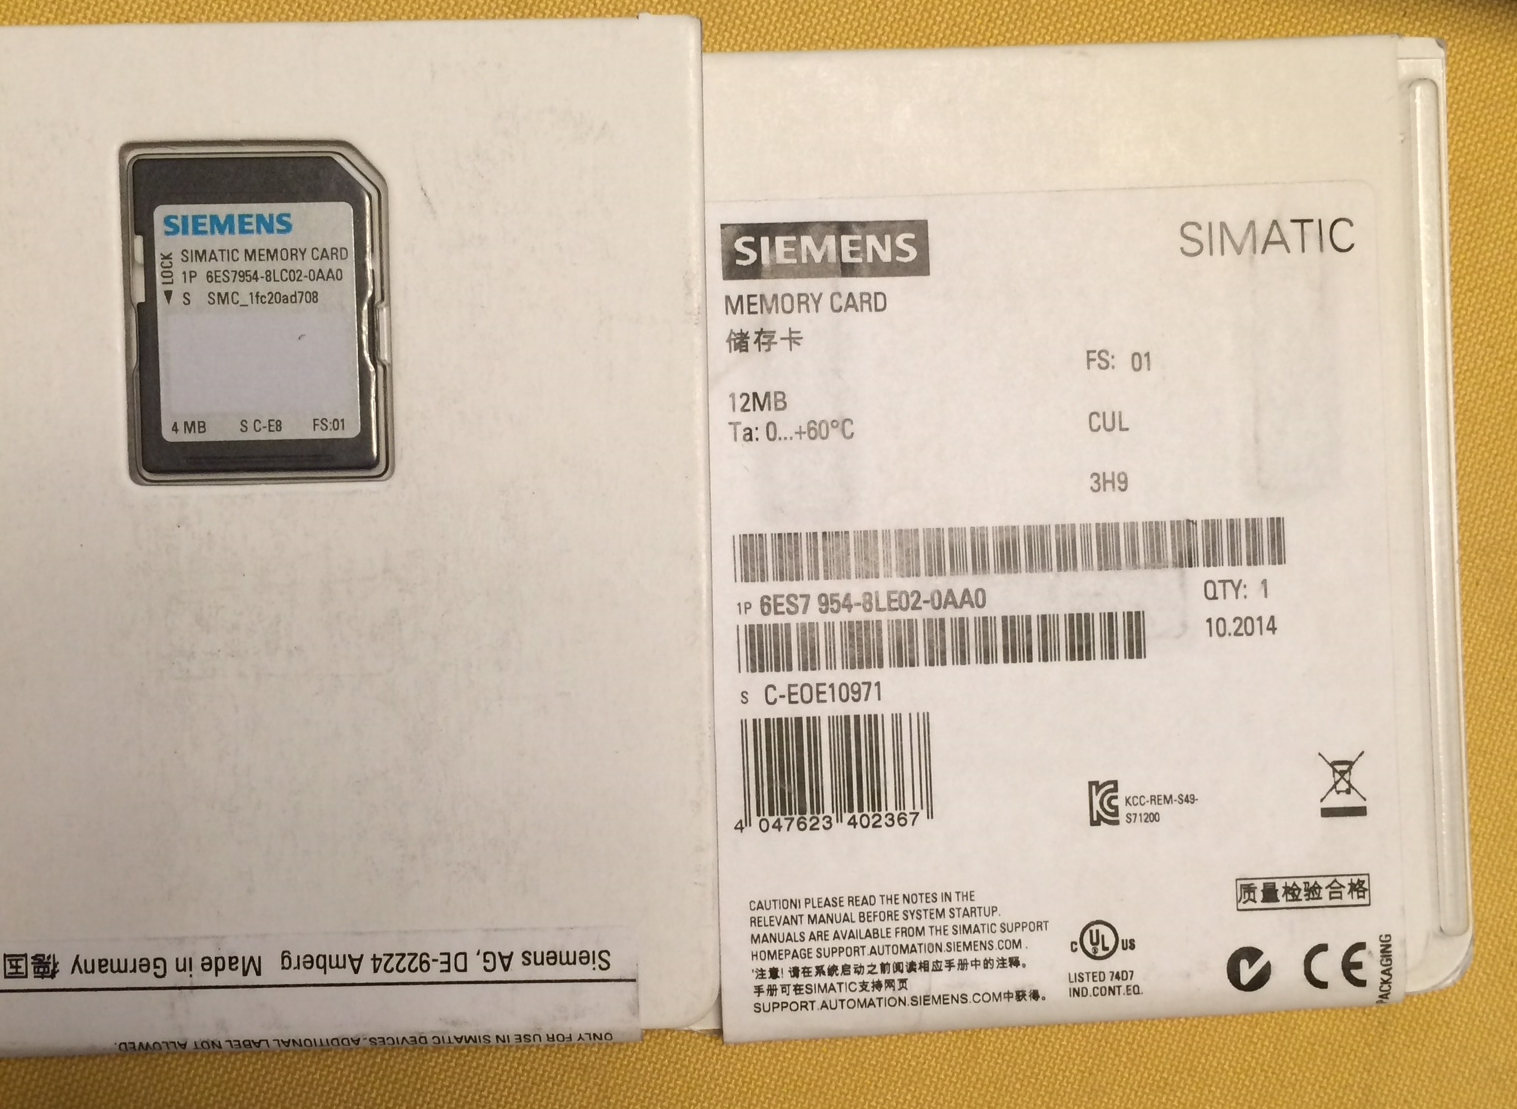 SIEMENS
SIMATIC MEMORY CARD
LOCK
1P 6ES7954-8LC02-0AA0
S SMC_1fc20ad708
4 MB S C-E8 FS:01
Siemens AG, DE-92224 Amberg Made in Germany 德国
ONLY FOR USE IN SIMATIC DEVICES, ADDITIONAL LABEL NOT ALLOWED.
SIEMENS
SIMATIC
MEMORY CARD
储存卡
FS: 01
12MB
Ta: 0...+60°C
CUL
3H9
1P 6ES7 954-8LE02-0AA0
QTY: 1
10.2014
S C-E0E10971
4 047623 402367
KCC-REM-S49-
S71200
质量检验合格
CAUTION! PLEASE READ THE NOTES IN THE
RELEVANT MANUAL BEFORE SYSTEM STARTUP.
MANUALS ARE AVAILABLE FROM THE SIMATIC SUPPORT
HOMEPAGE SUPPORT.AUTOMATION.SIEMENS.COM.
'注意! 请在系统启动之前阅读相应手册中的注释。
手册可在SIMATIC支持网页
SUPPORT.AUTOMATION.SIEMENS.COM中获得。
C UL US
LISTED 74D7
IND.CONT.EQ.
CE
PACKAGING